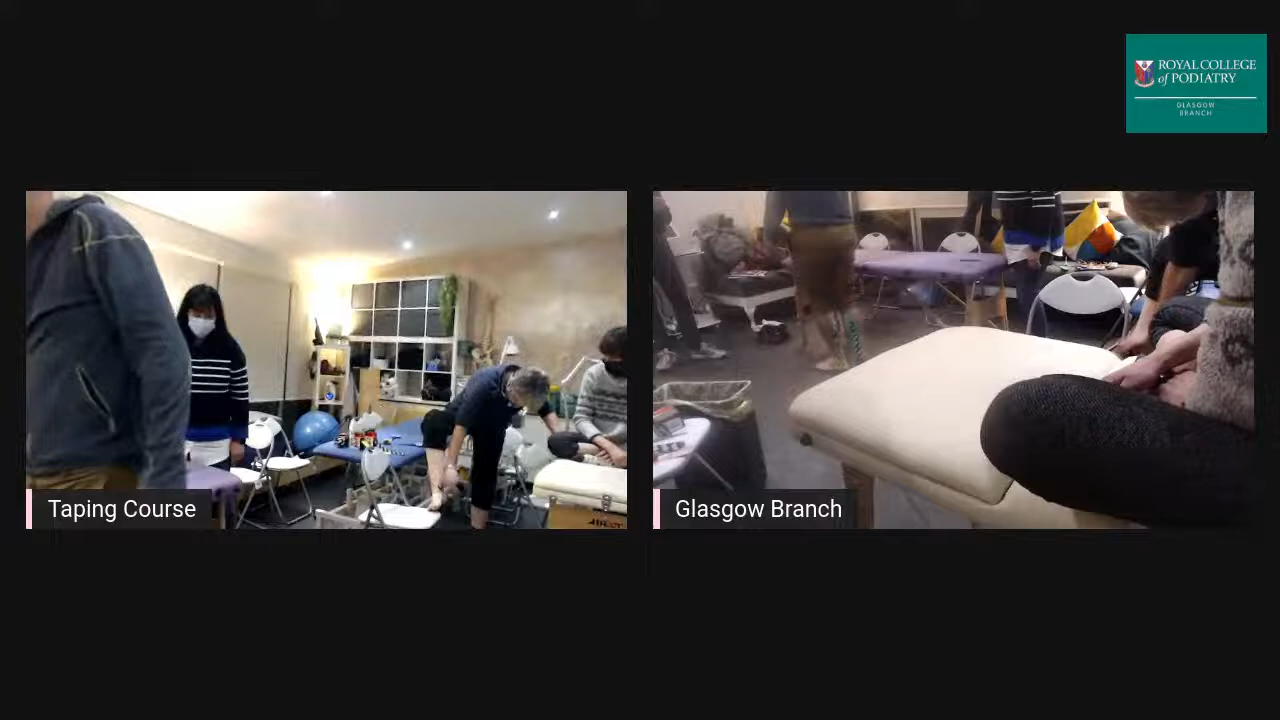 ROYAL COLLEGE
of PODIATRY
GLASGOW
BRANCH
Taping Course
Glasgow Branch